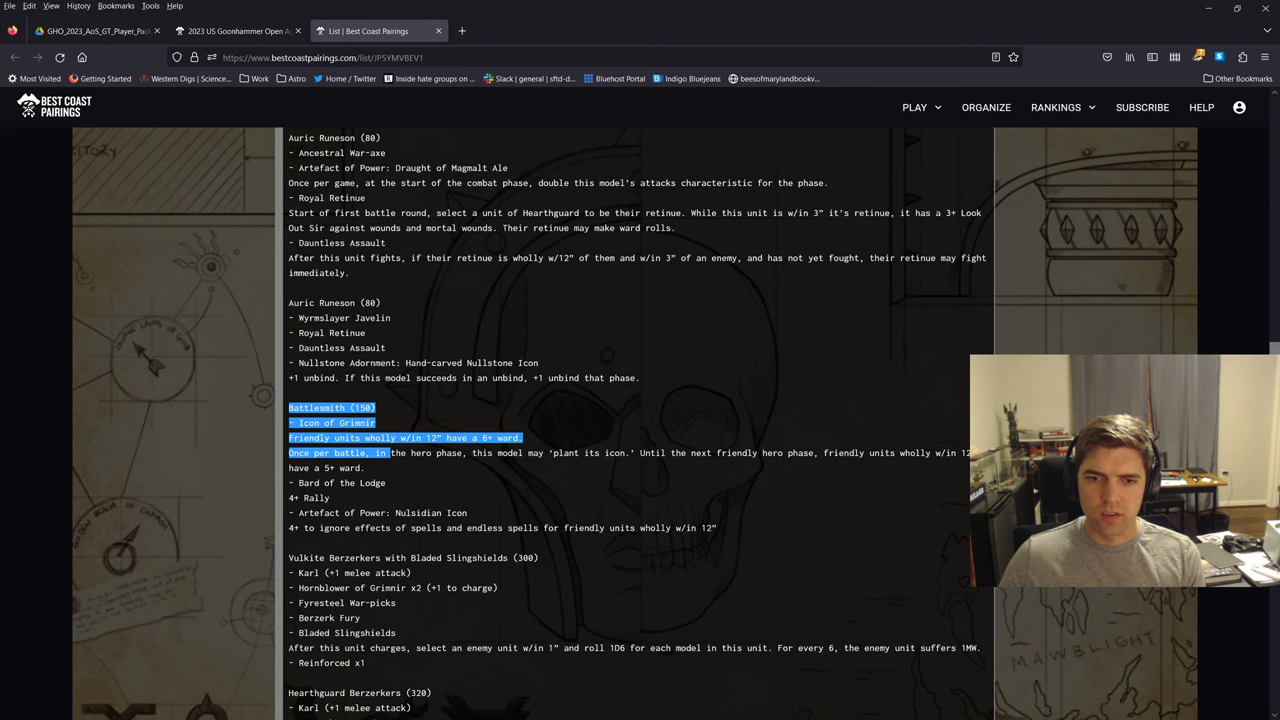 File Edit View History Bookmarks Tools Help
GHO_2023_AoS_GT_Player_Pack
2023 US Goonhammer Open A
List | Best Coast Pairings
https://www.bestcoastpairings.com/list/JP5YMVBEV1
Most Visited Getting Started Western Digs | Science… Work Astro Home / Twitter Inside hate groups on … Slack | general | sftd-d… Bluehost Portal Indigo Bluejeans beesofmarylandbookv… Other Bookmarks
BEST COAST
PAIRINGS
PLAY ORGANIZE RANKINGS SUBSCRIBE HELP
Auric Runeson (80)
- Ancestral War-axe
- Artefact of Power: Draught of Magmalt Ale
Once per game, at the start of the combat phase, double this model's attacks characteristic for the phase.
- Royal Retinue
Start of first battle round, select a unit of Hearthguard to be their retinue. While this unit is w/in 3" it's retinue, it has a 3+ Look
Out Sir against wounds and mortal wounds. Their retinue may make ward rolls.
- Dauntless Assault
After this unit fights, if their retinue is wholly w/12" of them and w/in 3" of an enemy, and has not yet fought, their retinue may fight
immediately.
Auric Runeson (80)
- Wyrmslayer Javelin
- Royal Retinue
- Dauntless Assault
- Nullstone Adornment: Hand-carved Nullstone Icon
+1 unbind. If this model succeeds in an unbind, +1 unbind that phase.
Battlesmith (150)
- Icon of Grimnir
Friendly units wholly w/in 12" have a 6+ ward.
Once per battle, in the hero phase, this model may 'plant its icon.' Until the next friendly hero phase, friendly units wholly w/in 12
have a 5+ ward.
- Bard of the Lodge
4+ Rally
- Artefact of Power: Nulsidian Icon
4+ to ignore effects of spells and endless spells for friendly units wholly w/in 12"
Vulkite Berzerkers with Bladed Slingshields (300)
- Karl (+1 melee attack)
- Hornblower of Grimnir x2 (+1 to charge)
- Fyresteel War-picks
- Berzerk Fury
- Bladed Slingshields
After this unit charges, select an enemy unit w/in 1" and roll 1D6 for each model in this unit. For every 6, the enemy unit suffers 1MW.
- Reinforced x1
Hearthguard Berzerkers (320)
- Karl (+1 melee attack)
MAWBLIGHT